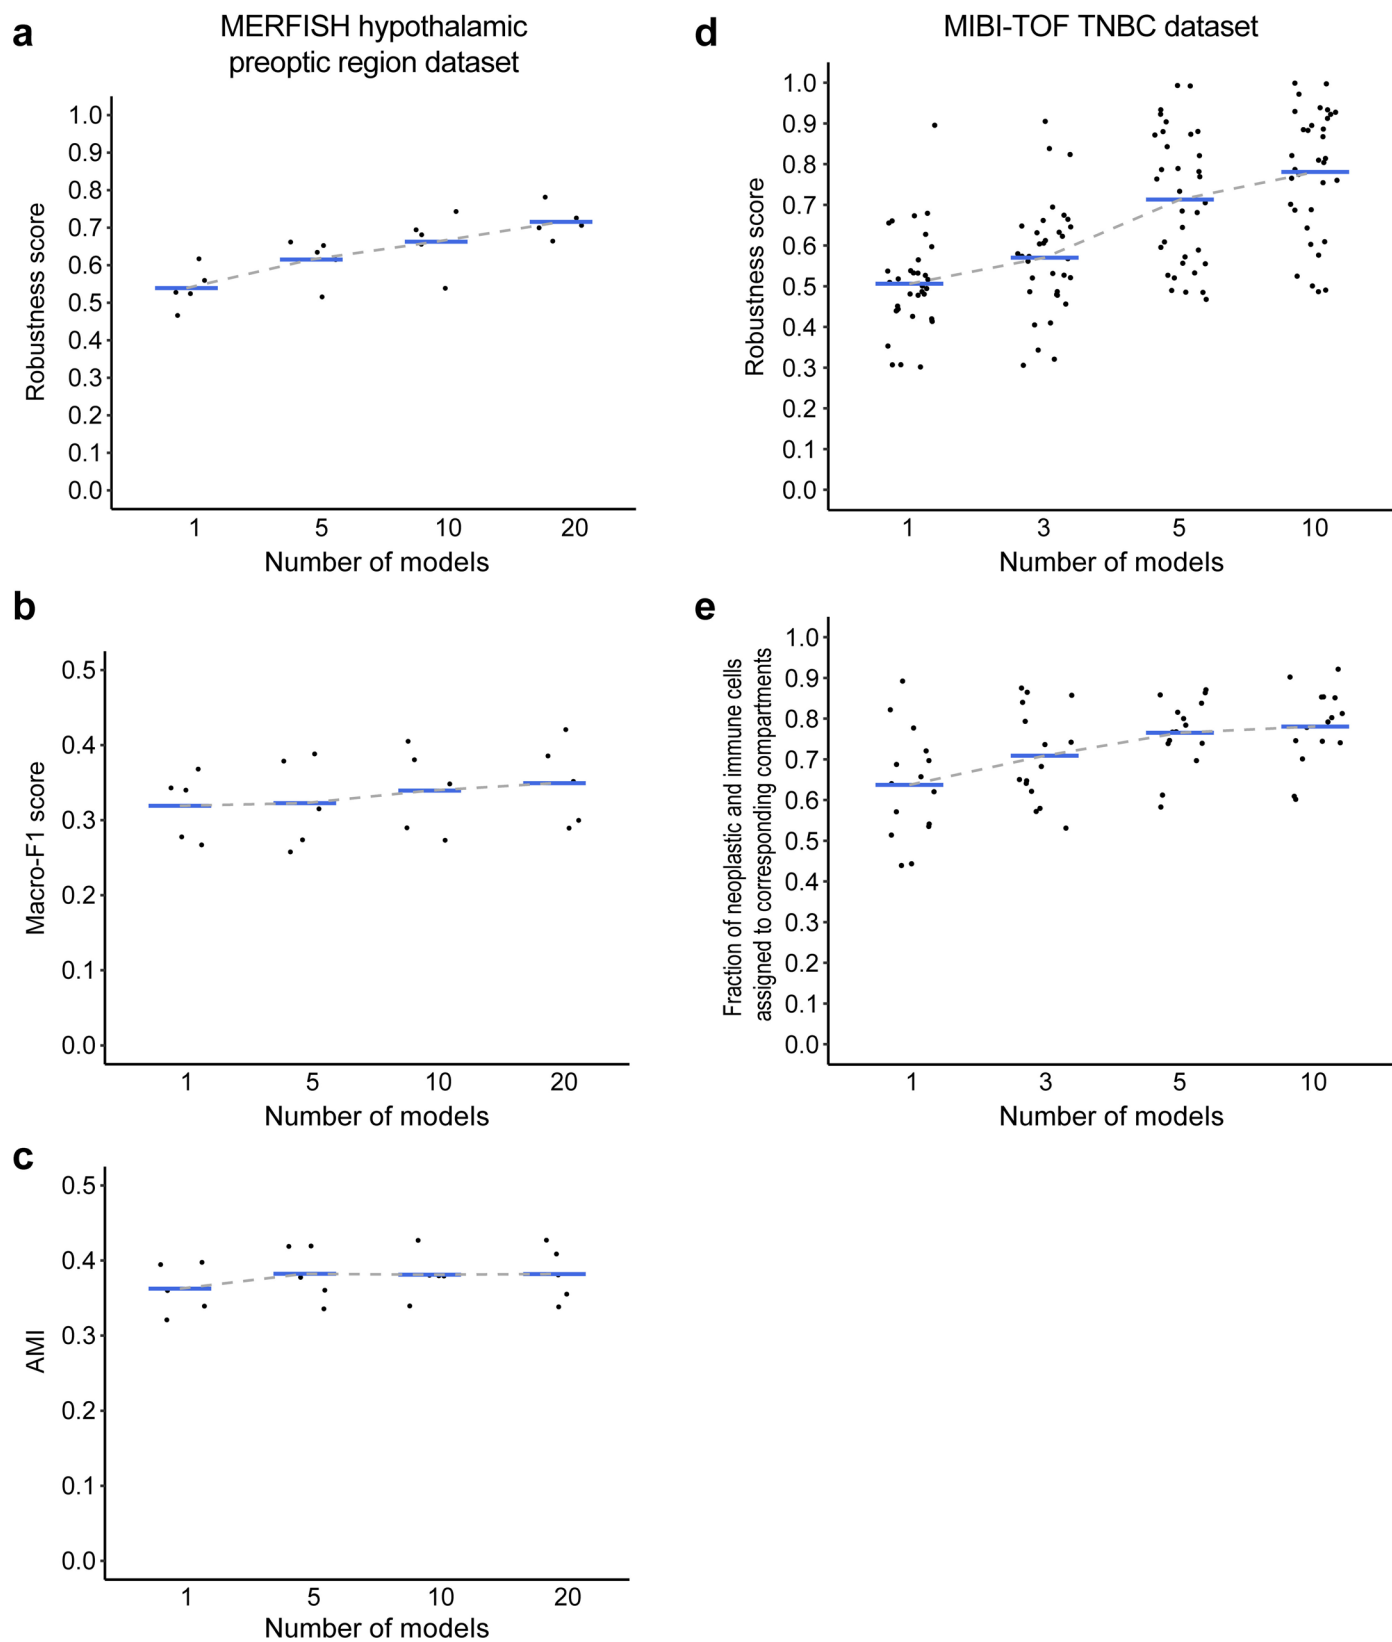 a
MERFISH hypothalamic
preoptic region dataset
1.0
0.9
0.8
0.7
0.6
0.5
0.4
0.3
0.2
0.1
0.0
Robustness score
1 5 10 20
Number of models
b
0.5
0.4
0.3
0.2
0.1
0.0
Macro-F1 score
1 5 10 20
Number of models
c
0.5
0.4
0.3
0.2
0.1
0.0
AMI
1 5 10 20
Number of models
d
MIBI-TOF TNBC dataset
1.0
0.9
0.8
0.7
0.6
0.5
0.4
0.3
0.2
0.1
0.0
Robustness score
1 3 5 10
Number of models
e
1.0
0.9
0.8
0.7
0.6
0.5
0.4
0.3
0.2
0.1
0.0
Fraction of neoplastic and immune cells
assigned to corresponding compartments
1 3 5 10
Number of models